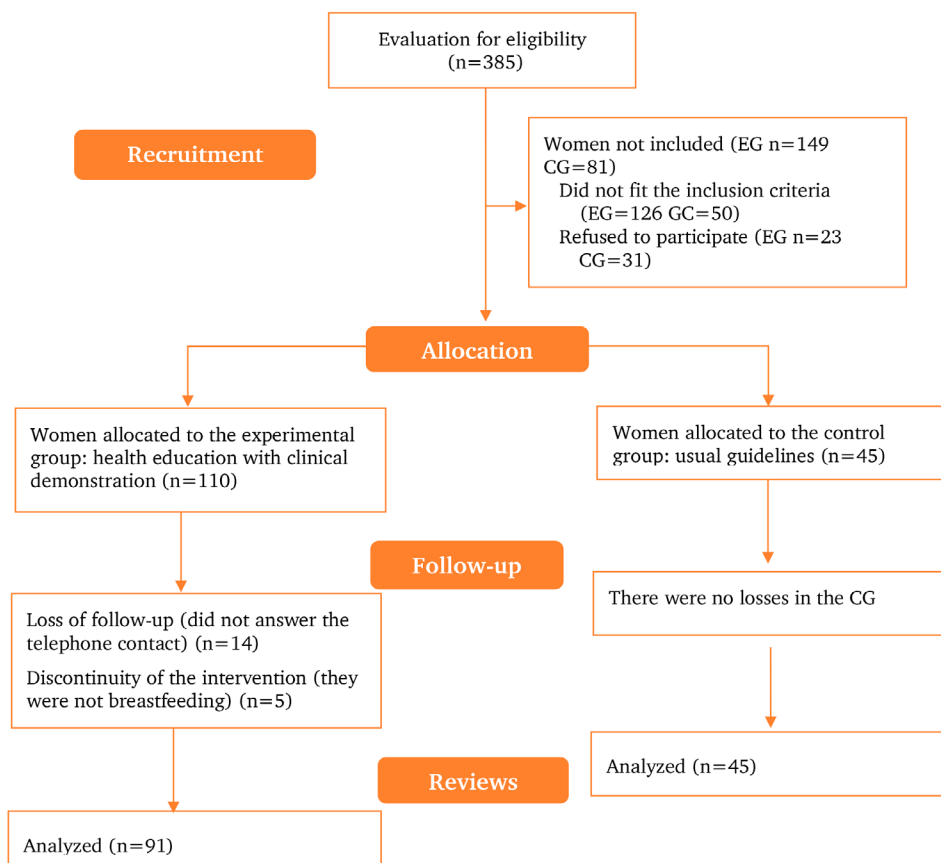 Evaluation for eligibility
(n=385)
Recruitment
Women not included (EG n=149
CG=81)
Did not fit the inclusion criteria
(EG=126 GC=50)
Refused to participate (EG n=23
CG=31)
Allocation
Women allocated to the experimental
group: health education with clinical
demonstration (n=110)
Women allocated to the control
group: usual guidelines (n=45)
Follow-up
Loss of follow-up (did not answer the
telephone contact) (n=14)
Discontinuity of the intervention (they
were not breastfeeding) (n=5)
There were no losses in the CG
Reviews
Analyzed (n=45)
Analyzed (n=91)